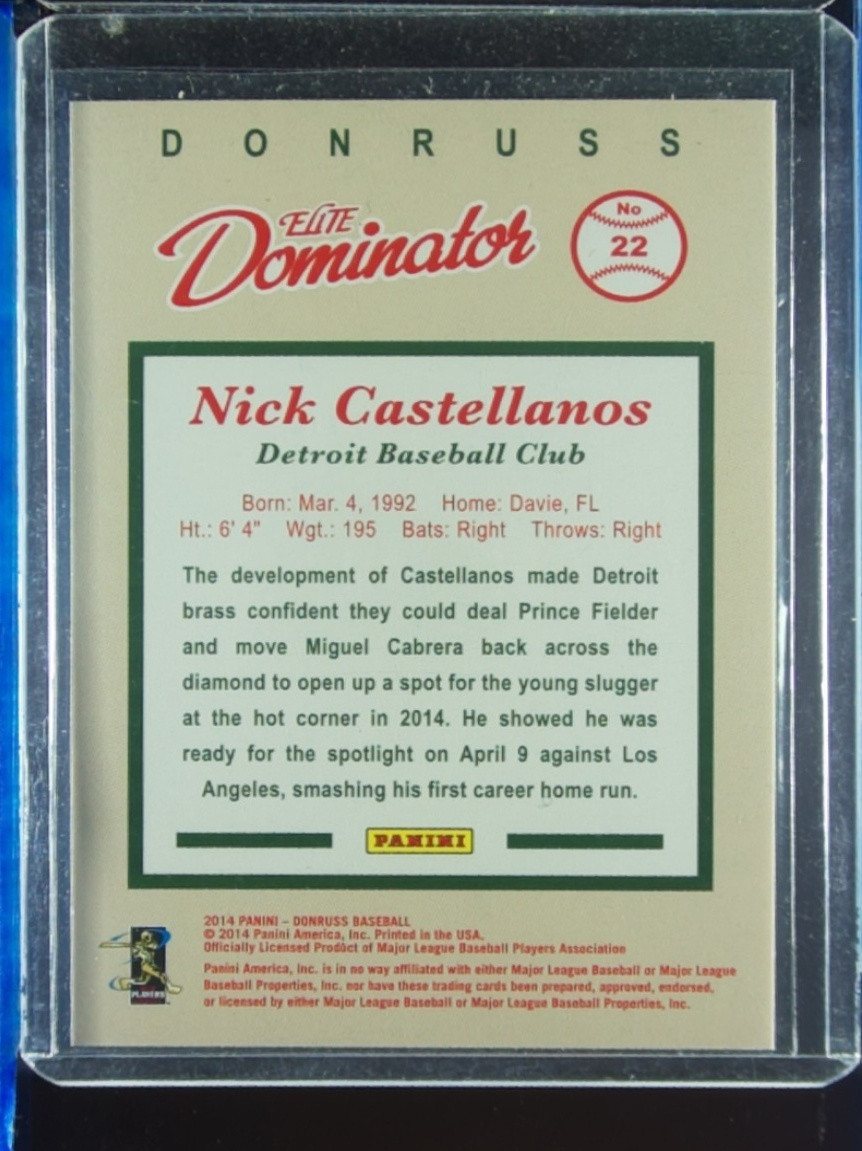 DONRUSS
ELITE
Dominator
No
22
Nick Castellanos
Detroit Baseball Club
Born: Mar. 4, 1992 Home: Davie, FL
Ht.: 6' 4" Wgt.: 195 Bats: Right Throws: Right
The development of Castellanos made Detroit
brass confident they could deal Prince Fielder
and move Miguel Cabrera back across the
diamond to open up a spot for the young slugger
at the hot corner in 2014. He showed he was
ready for the spotlight on April 9 against Los
Angeles, smashing his first career home run.
PANINI
2014 PANINI – DONRUSS BASEBALL
© 2014 Panini America, Inc. Printed in the USA.
Officially Licensed Product of Major League Baseball Players Association
Panini America, Inc. is in no way affiliated with either Major League Baseball or Major League
Baseball Properties, Inc. nor have these trading cards been prepared, approved, endorsed,
or licensed by either Major League Baseball or Major League Baseball Properties, Inc.
PLAYERS